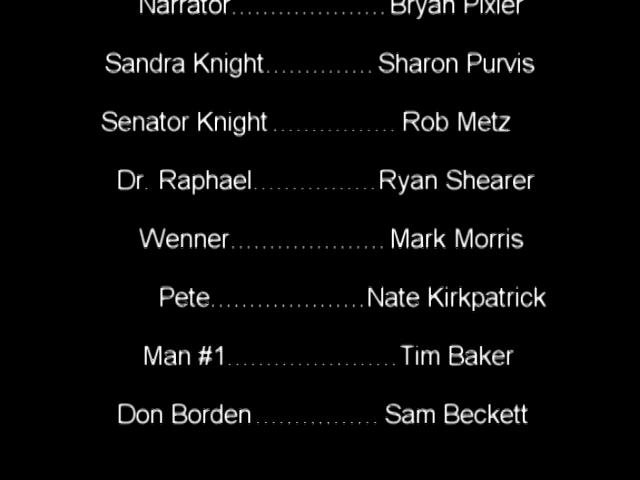 Narrator....................Bryan Pixler
Sandra Knight..............Sharon Purvis
Senator Knight................Rob Metz
Dr. Raphael................Ryan Shearer
Wenner....................Mark Morris
Pete....................Nate Kirkpatrick
Man #1......................Tim Baker
Don Borden................Sam Beckett